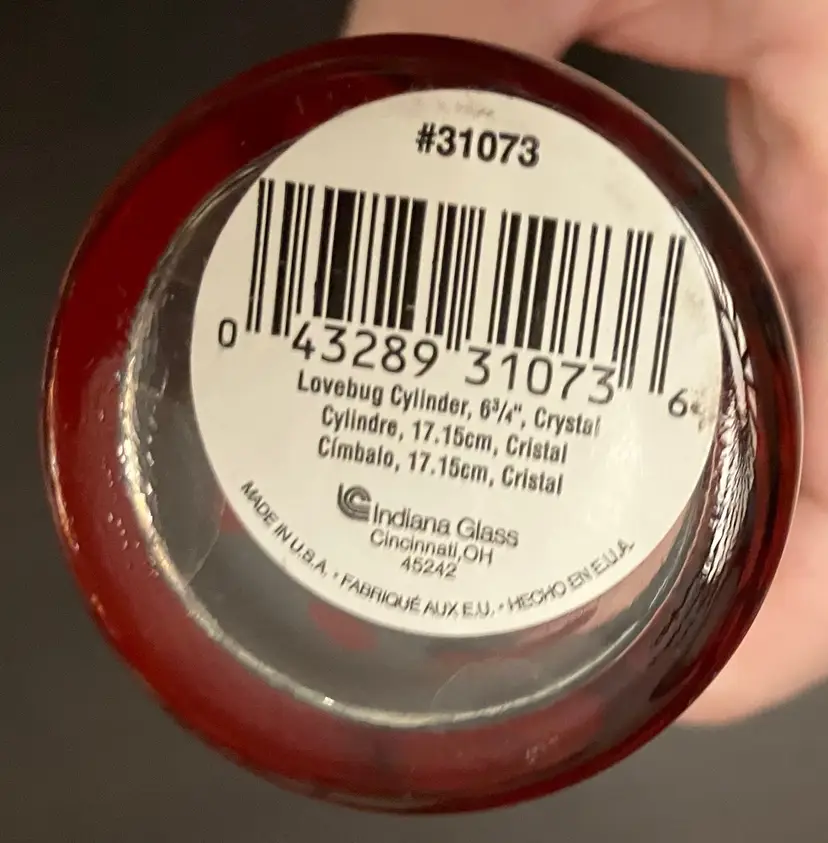 #31073
0 43289 31073 6
Lovebug Cylinder, 6¾", Crystal
Cylindre, 17.15cm, Cristal
Címbalo, 17.15cm, Cristal
Indiana Glass
Cincinnati,OH
45242
MADE IN U.S.A. • FABRIQUÉ AUX E.U. • HECHO EN E.U.A.